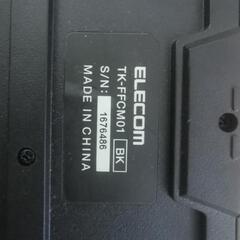 ELECOM
TK-FFCM01 BK
S/N: 1676486
MADE IN CHINA